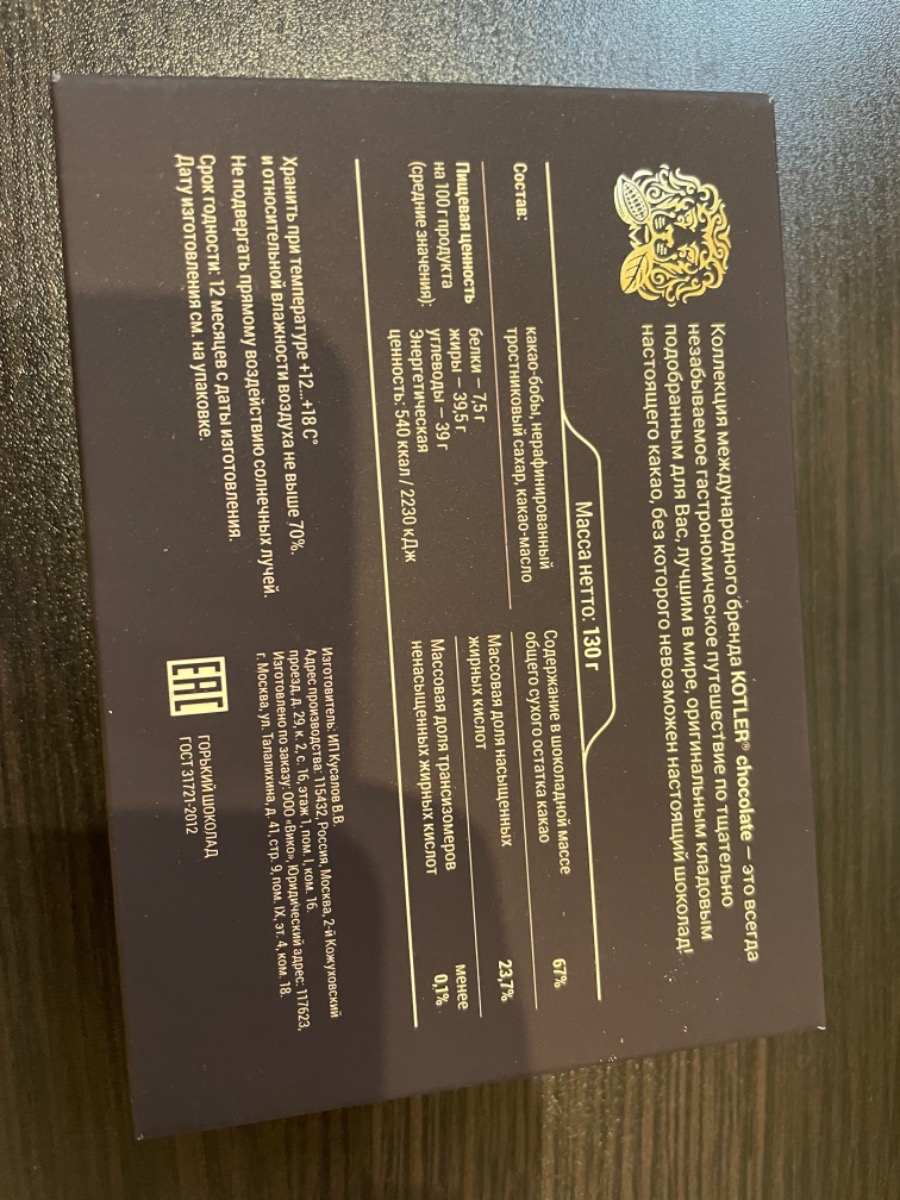 Коллекция международного бренда KOTLER® chocolate – это всегда
незабываемое гастрономическое путешествие по тщательно
подобранным для Вас, лучшим в мире, оригинальным кладовым
настоящего какао, без которого невозможен настоящий шоколад!
Масса нетто: 130 г
Состав:
какао-бобы, нерафинированный
тростниковый сахар, какао-масло
Пищевая ценность
на 100 г продукта
(средние значения):
белки – 7,5 г
жиры – 39,5 г
углеводы – 39 г
Энергетическая
ценность: 540 ккал / 2230 кДж
Содержание в шоколадной массе
общего сухого остатка какао
67%
Массовая доля насыщенных
жирных кислот
23,7%
Массовая доля трансизомеров
ненасыщенных жирных кислот
менее
0,1%
Хранить при температуре +12...+18 С°
и относительной влажности воздуха не выше 70%.
Не подвергать прямому воздействию солнечных лучей.
Срок годности: 12 месяцев с даты изготовления.
Дату изготовления см. на упаковке.
Изготовитель: ИП Кусалов В.В.
Адрес производства: 115432, Россия, Москва, 2-й Кожуховский
проезд, д. 29, к. 2, с. 16, этаж 1, пом. I, ком. 16.
Изготовлено по заказу: ООО «Вико», Юридический адрес: 117623,
г. Москва, ул. Талалихина, д. 41, стр. 9, пом. IX, эт. 4, ком. 18.
EAC
ГОРЬКИЙ ШОКОЛАД
ГОСТ 31721-2012